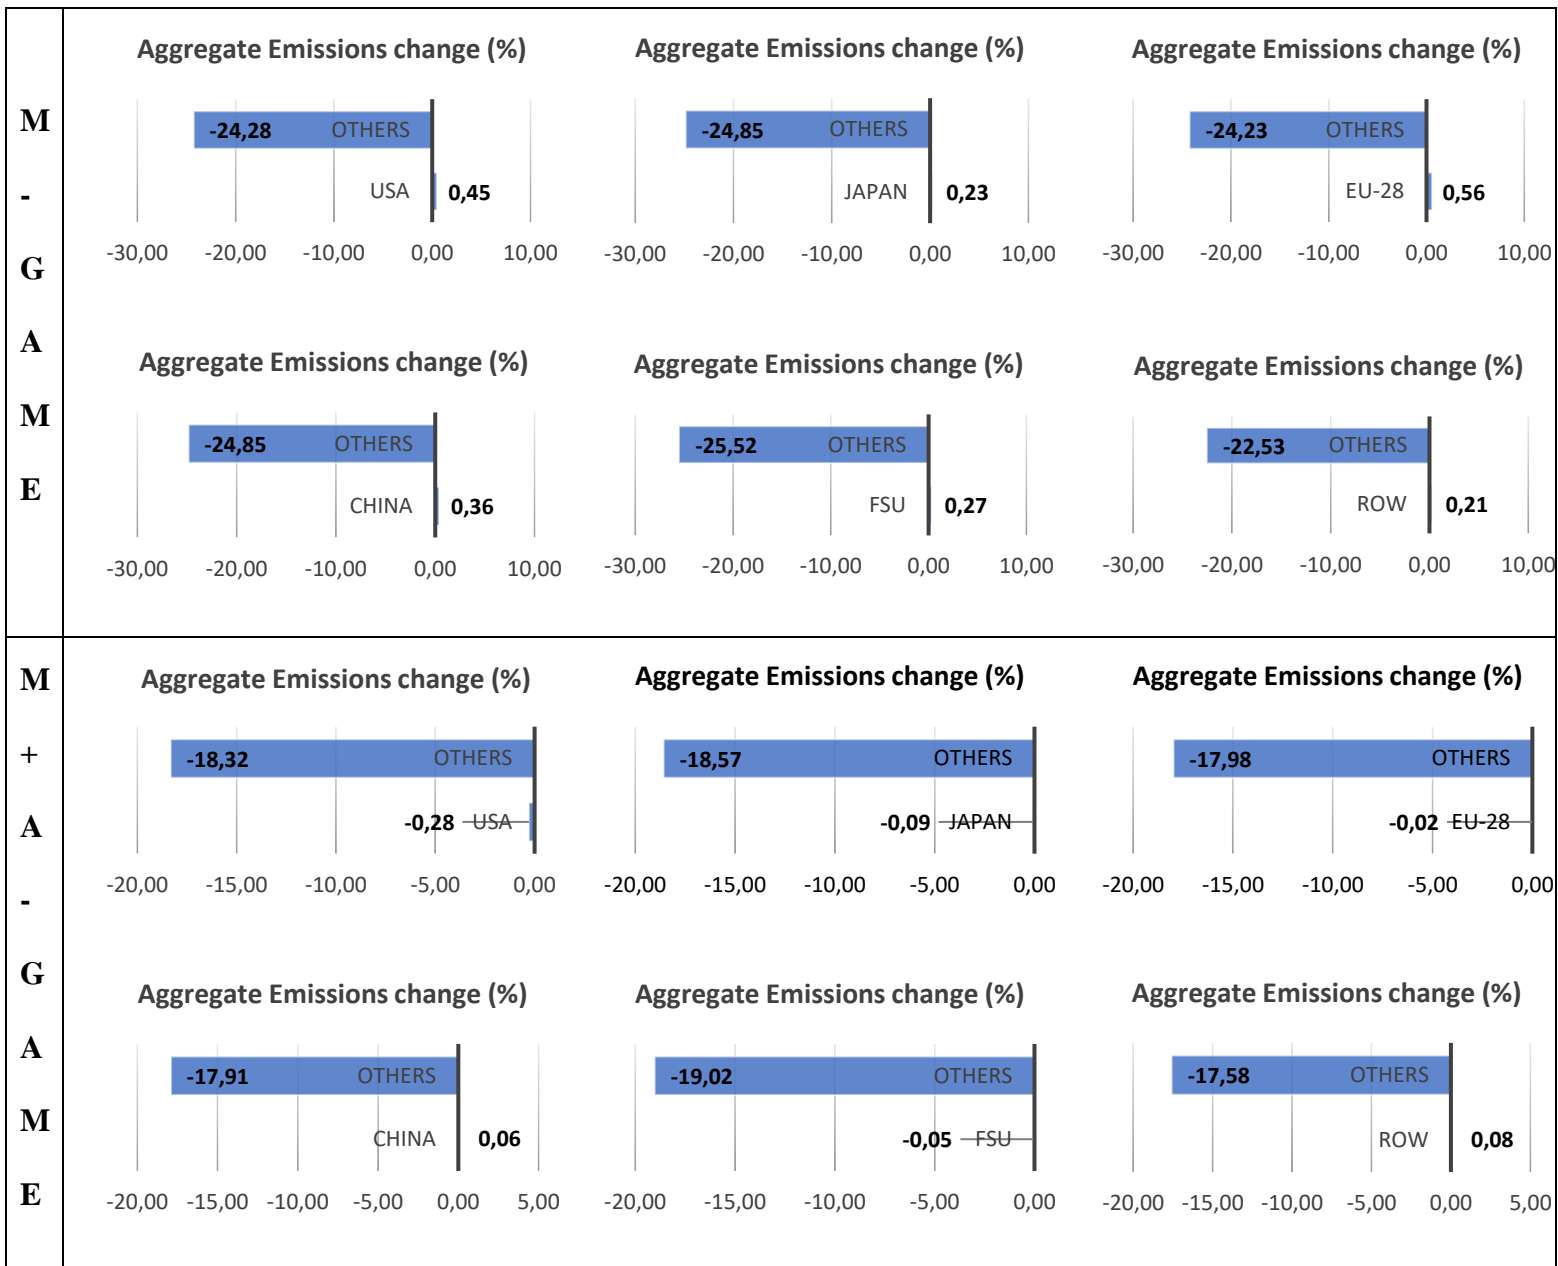 M
-
G
A
M
E
Aggregate Emissions change (%)
-24,28 OTHERS
USA 0,45
-30,00 -20,00 -10,00 0,00 10,00
Aggregate Emissions change (%)
-24,85 OTHERS
JAPAN 0,23
-30,00 -20,00 -10,00 0,00 10,00
Aggregate Emissions change (%)
-24,23 OTHERS
EU-28 0,56
-30,00 -20,00 -10,00 0,00 10,00
Aggregate Emissions change (%)
-24,85 OTHERS
CHINA 0,36
-30,00 -20,00 -10,00 0,00 10,00
Aggregate Emissions change (%)
-25,52 OTHERS
FSU 0,27
-30,00 -20,00 -10,00 0,00 10,00
Aggregate Emissions change (%)
-22,53 OTHERS
ROW 0,21
-30,00 -20,00 -10,00 0,00 10,00
M
+
A
-
G
A
M
E
Aggregate Emissions change (%)
-18,32 OTHERS
-0,28 USA
-20,00 -15,00 -10,00 -5,00 0,00
Aggregate Emissions change (%)
-18,57 OTHERS
-0,09 JAPAN
-20,00 -15,00 -10,00 -5,00 0,00
Aggregate Emissions change (%)
-17,98 OTHERS
-0,02 EU-28
-20,00 -15,00 -10,00 -5,00 0,00
Aggregate Emissions change (%)
-17,91 OTHERS
CHINA 0,06
-20,00 -15,00 -10,00 -5,00 0,00 5,00
Aggregate Emissions change (%)
-19,02 OTHERS
-0,05 FSU
-20,00 -15,00 -10,00 -5,00 0,00
Aggregate Emissions change (%)
-17,58 OTHERS
ROW 0,08
-20,00 -15,00 -10,00 -5,00 0,00 5,00